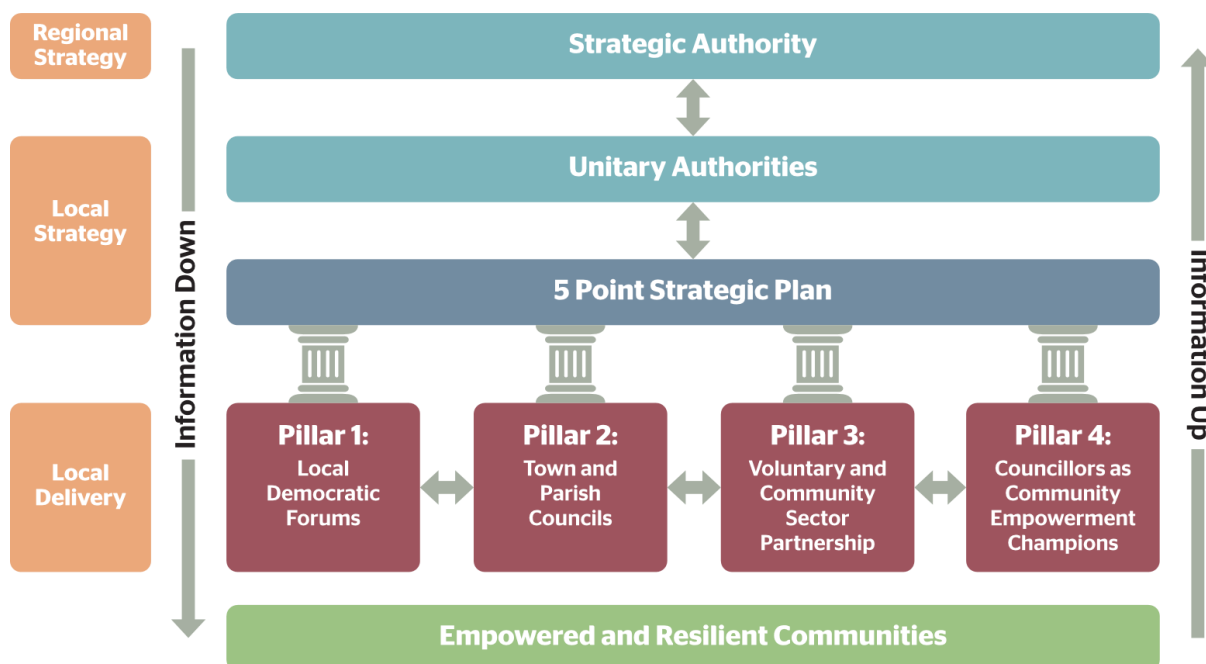 Regional
Strategy
Strategic Authority
Unitary Authorities
Local
Strategy
5 Point Strategic Plan
Information Down
Information Up
Local
Delivery
Pillar 1:
Local
Democratic
Forums
Pillar 2:
Town and
Parish
Councils
Pillar 3:
Voluntary and
Community
Sector
Partnership
Pillar 4:
Councillors as
Community
Empowerment
Champions
Empowered and Resilient Communities